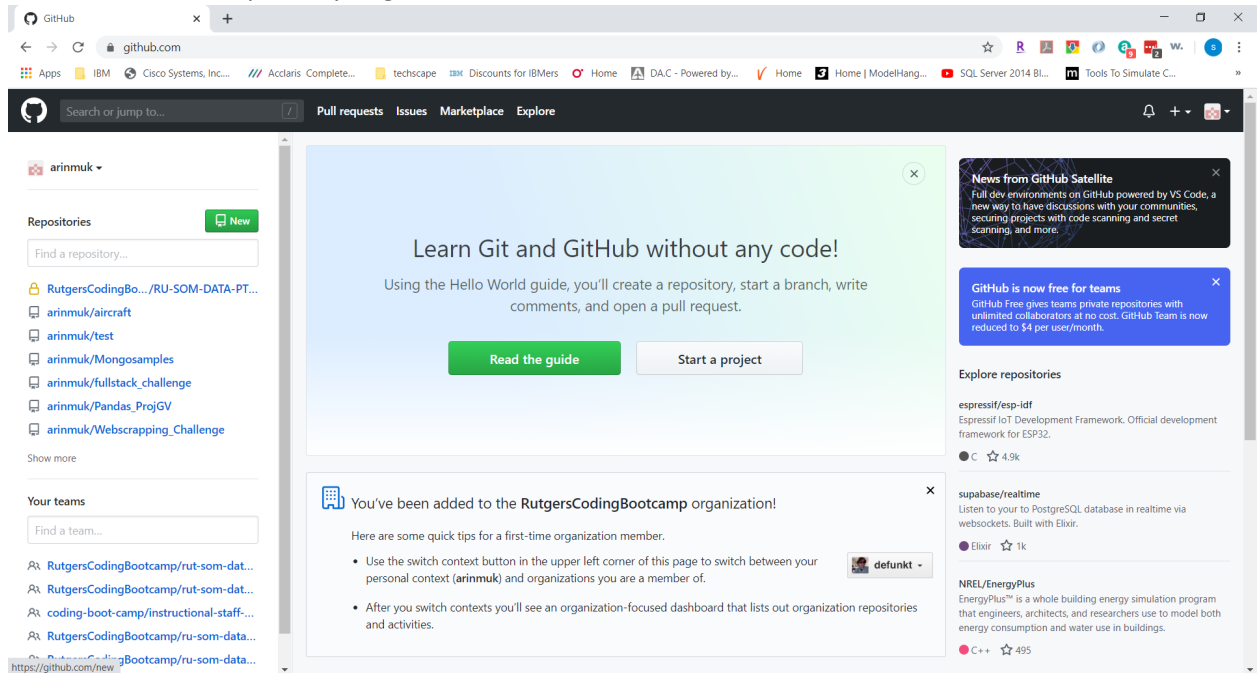 GitHub
github.com
Apps IBM Cisco Systems, Inc.... Acclaris Complete... techscape IBM Discounts for IBMers Home DA.C - Powered by... Home 3 Home | ModelHang... SQL Server 2014 BI... m Tools To Simulate C... »
R 9 2 w. s
Search or jump to... / Pull requests Issues Marketplace Explore
arinmuk
Repositories New
Find a repository...
RutgersCodingBo.../RU-SOM-DATA-PT...
arinmuk/aircraft
arinmuk/test
arinmuk/Mongosamples
arinmuk/fullstack_challenge
arinmuk/Pandas_ProjGV
arinmuk/Webscrapping_Challenge
Show more
Your teams
Find a team...
RutgersCodingBootcamp/rut-som-dat...
RutgersCodingBootcamp/rut-som-dat...
coding-boot-camp/instructional-staff-...
RutgersCodingBootcamp/ru-som-data...
RutgersCodingBootcamp/ru-som-data...
https://github.com/new
Learn Git and GitHub without any code!
Using the Hello World guide, you’ll create a repository, start a branch, write
comments, and open a pull request.
Read the guide Start a project
You’ve been added to the RutgersCodingBootcamp organization!
Here are some quick tips for a first-time organization member.
• Use the switch context button in the upper left corner of this page to switch between your
personal context (arinmuk) and organizations you are a member of.
defunkt
• After you switch contexts you’ll see an organization-focused dashboard that lists out organization repositories
and activities.
News from GitHub Satellite
Full dev environments on GitHub powered by VS Code, a
new way to have discussions with your communities,
securing projects with code scanning and secret
scanning, and more.
GitHub is now free for teams
GitHub Free gives teams private repositories with
unlimited collaborators at no cost. GitHub Team is now
reduced to $4 per user/month.
Explore repositories
espressif/esp-idf
Espressif IoT Development Framework. Official development
framework for ESP32.
C 4.9k
supabase/realtime
Listen to your to PostgreSQL database in realtime via
websockets. Built with Elixir.
Elixir 1k
NREL/EnergyPlus
EnergyPlus™ is a whole building energy simulation program
that engineers, architects, and researchers use to model both
energy consumption and water use in buildings.
C++ 495